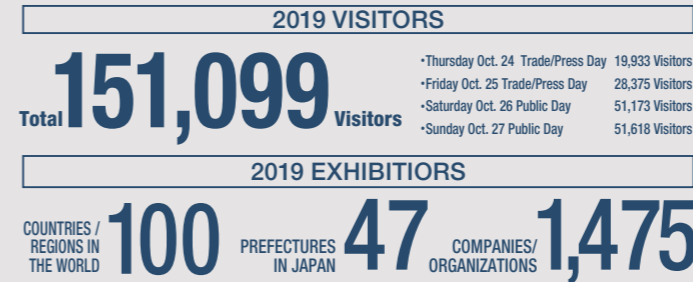 2019 VISITORS
Total 151,099 Visitors
•Thursday Oct. 24 Trade/Press Day 19,933 Visitors
•Friday Oct. 25 Trade/Press Day 28,375 Visitors
•Saturday Oct. 26 Public Day 51,173 Visitors
•Sunday Oct. 27 Public Day 51,618 Visitors
2019 EXHIBITIORS
COUNTRIES /
REGIONS IN
THE WORLD
100
PREFECTURES
IN JAPAN
47
COMPANIES/
ORGANIZATIONS
1,475